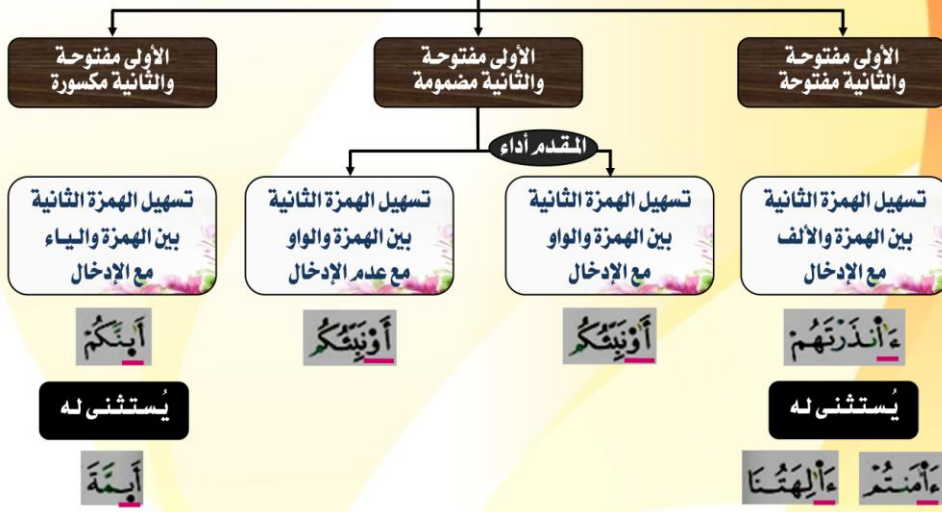 الأولى مفتوحة
والثانية مفتوحة
الأولى مفتوحة
والثانية مضمومة
الأولى مفتوحة
والثانية مكسورة
المقدم أداء
تسهيل الهمزة الثانية
بين الهمزة والألف
مع الإدخال
تسهيل الهمزة الثانية
بين الهمزة والواو
مع الإدخال
تسهيل الهمزة الثانية
بين الهمزة والواو
مع عدم الإدخال
تسهيل الهمزة الثانية
بين الهمزة والياء
مع الإدخال
ءَاْنذَرْتَهُمْ
أَوْنَبِّئُكُم
أَوْنَبِّئُكُم
أَيِنَّكُمْ
يُستثنى له
يُستثنى له
ءَاْمَنتُمْ
ءَاْلِهَتُنَا
أَيِمَّةَ